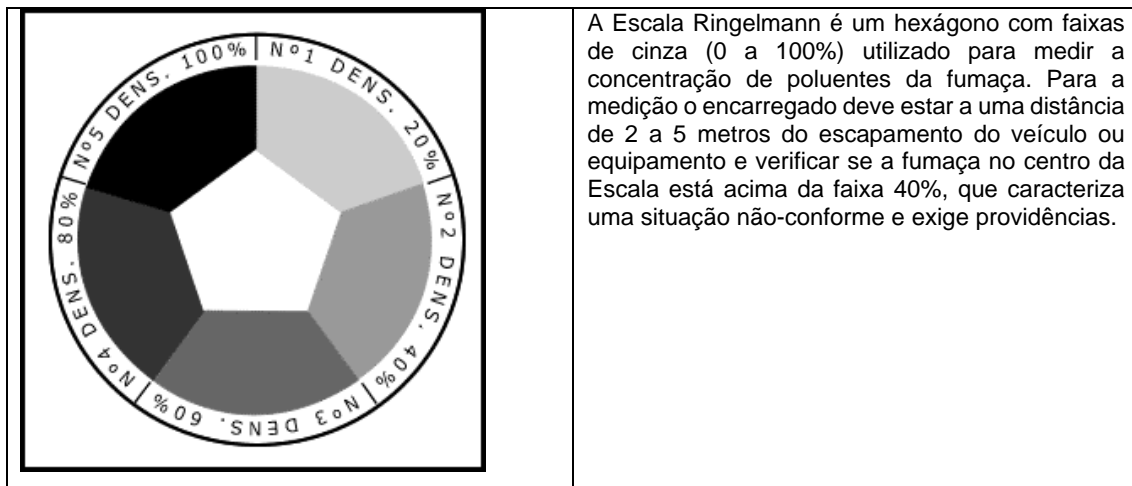 Nº1 DENS. 20%
Nº2 DENS. 40%
Nº3 DENS. 60%
Nº4 DENS. 80%
Nº5 DENS. 100%
A Escala Ringelmann é um hexágono com faixas
de cinza (0 a 100%) utilizado para medir a
concentração de poluentes da fumaça. Para a
medição o encarregado deve estar a uma distância
de 2 a 5 metros do escapamento do veículo ou
equipamento e verificar se a fumaça no centro da
Escala está acima da faixa 40%, que caracteriza
uma situação não-conforme e exige providências.